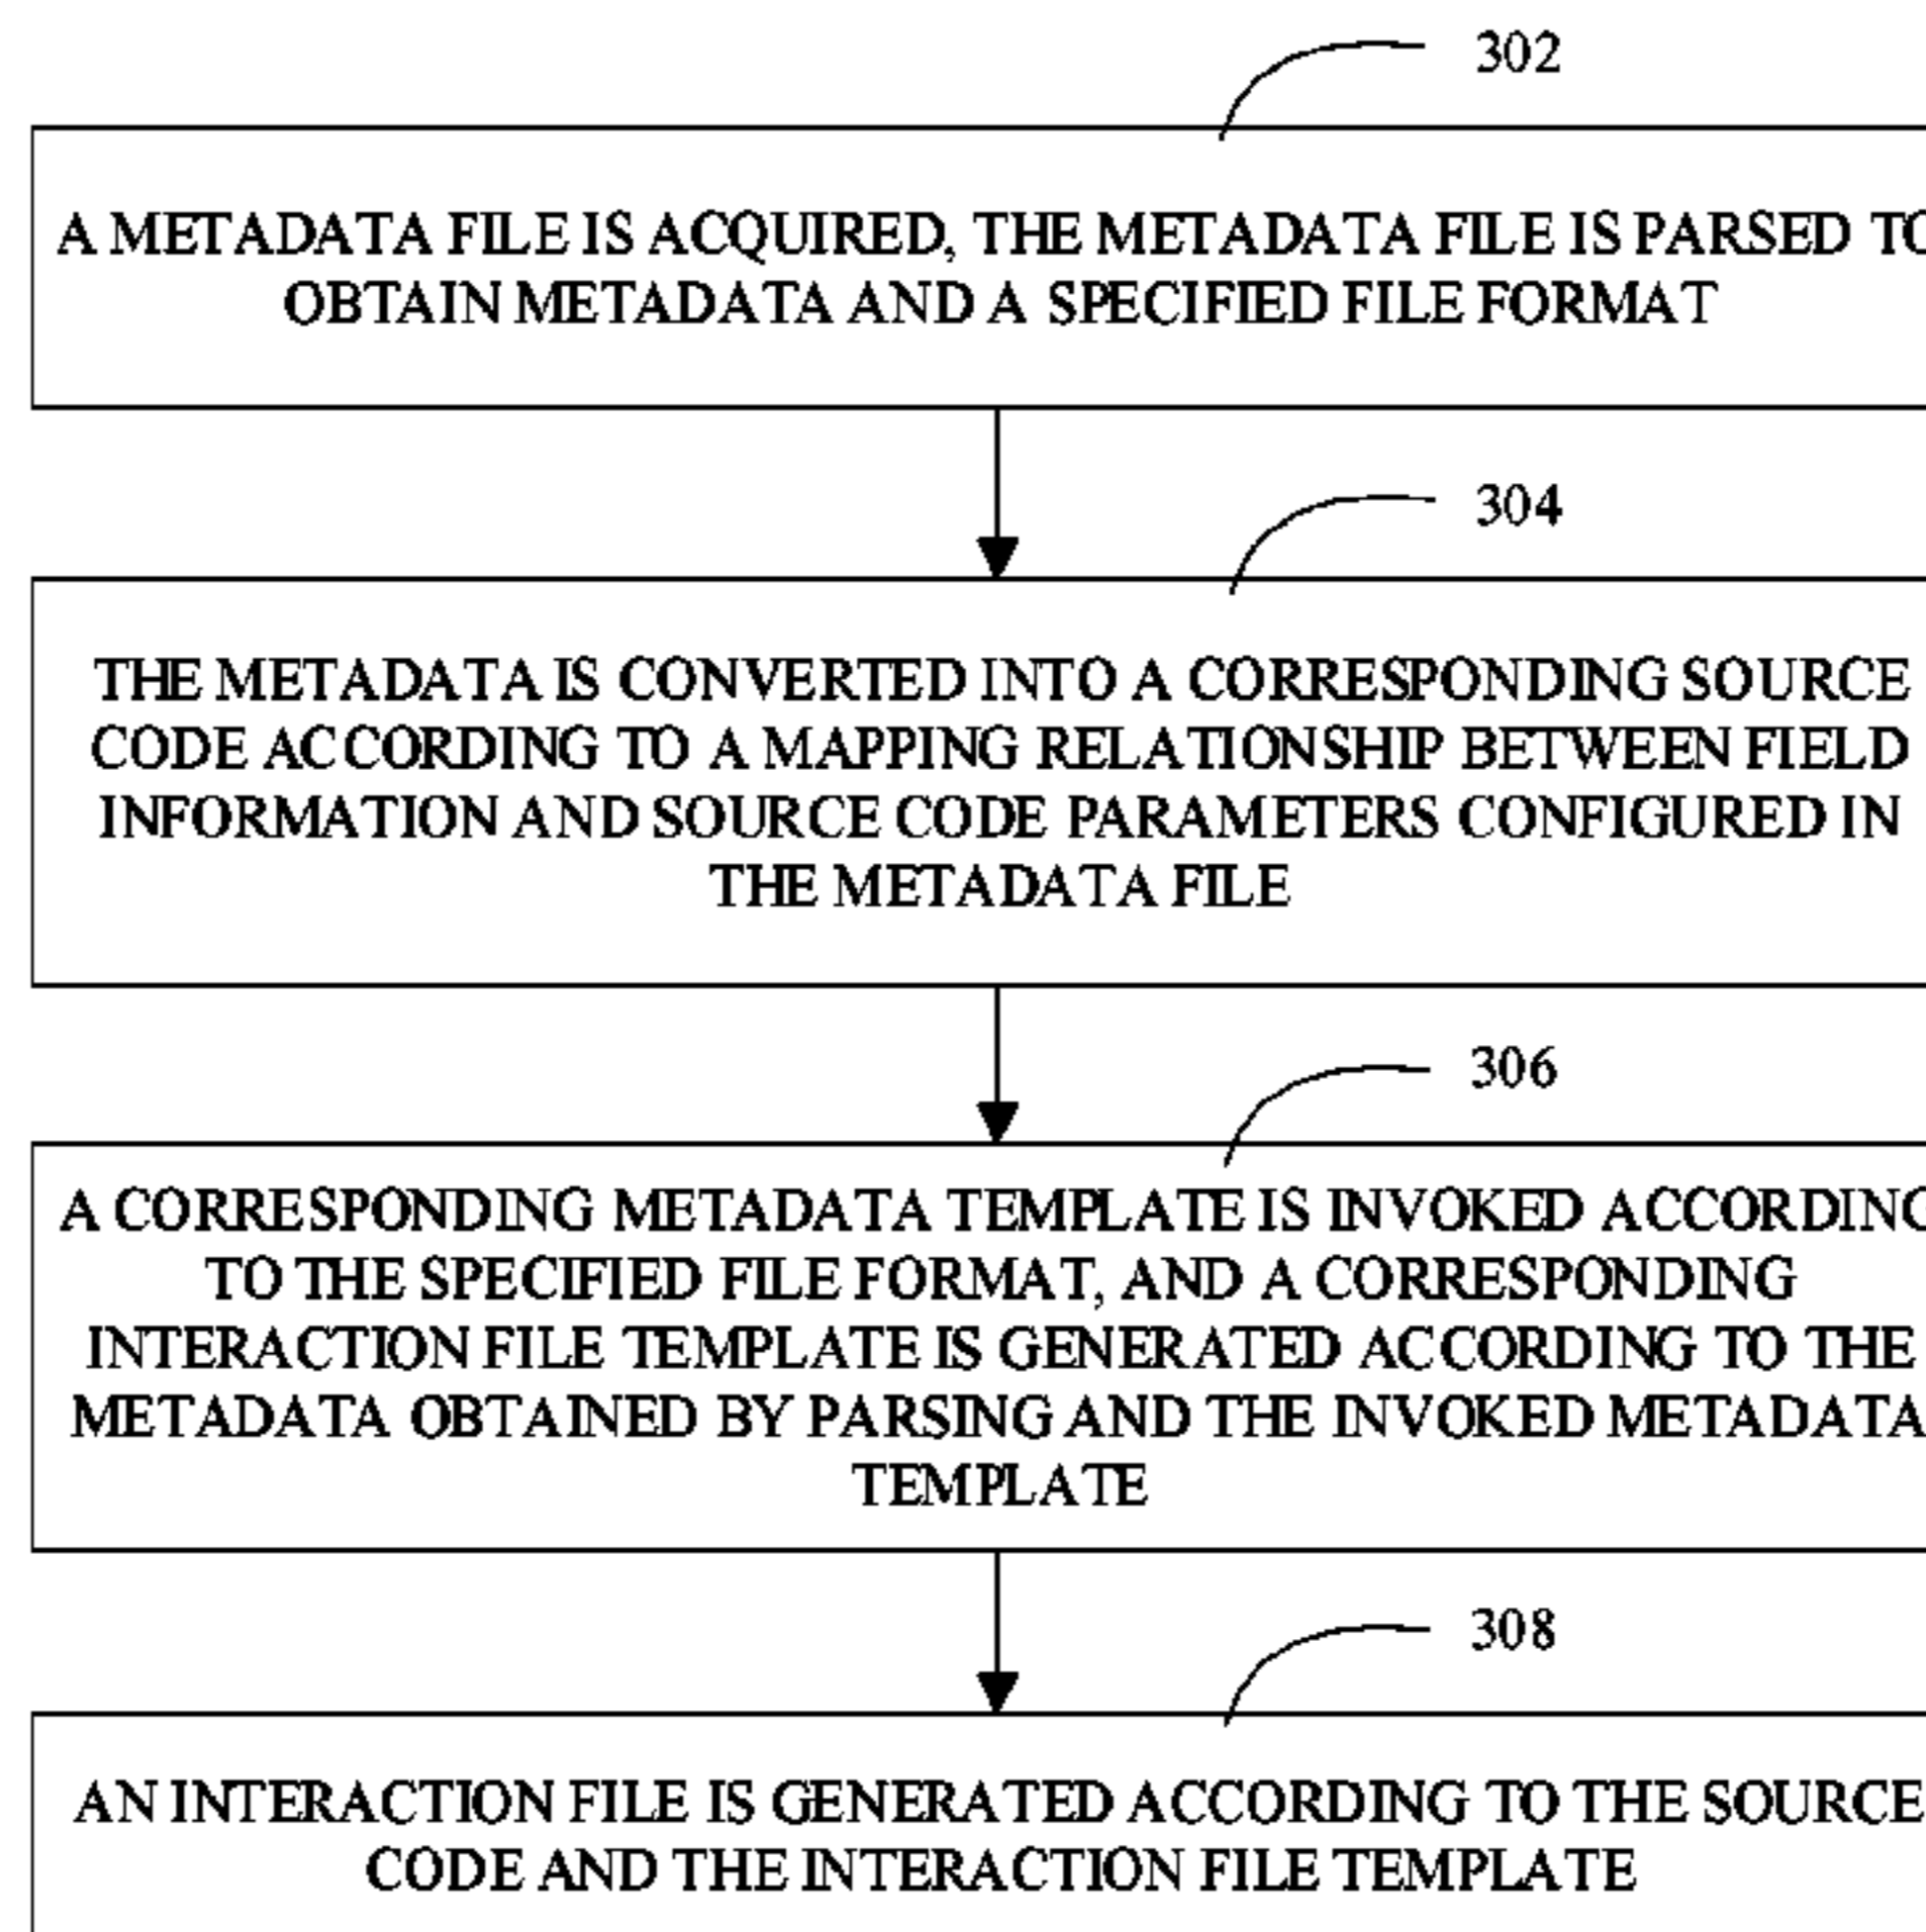 302
A METADATA FILE IS ACQUIRED, THE METADATA FILE IS PARSED TO
OBTAIN METADATA AND A SPECIFIED FILE FORMAT
304
THE METADATA IS CONVERTED INTO A CORRESPONDING SOURCE
CODE ACCORDING TO A MAPPING RELATIONSHIP BETWEEN FIELD
INFORMATION AND SOURCE CODE PARAMETERS CONFIGURED IN
THE METADATA FILE
306
A CORRESPONDING METADATA TEMPLATE IS INVOKED ACCORDING
TO THE SPECIFIED FILE FORMAT, AND A CORRESPONDING
INTERACTION FILE TEMPLATE IS GENERATED ACCORDING TO THE
METADATA OBTAINED BY PARSING AND THE INVOKED METADATA
TEMPLATE
308
AN INTERACTION FILE IS GENERATED ACCORDING TO THE SOURCE
CODE AND THE INTERACTION FILE TEMPLATE